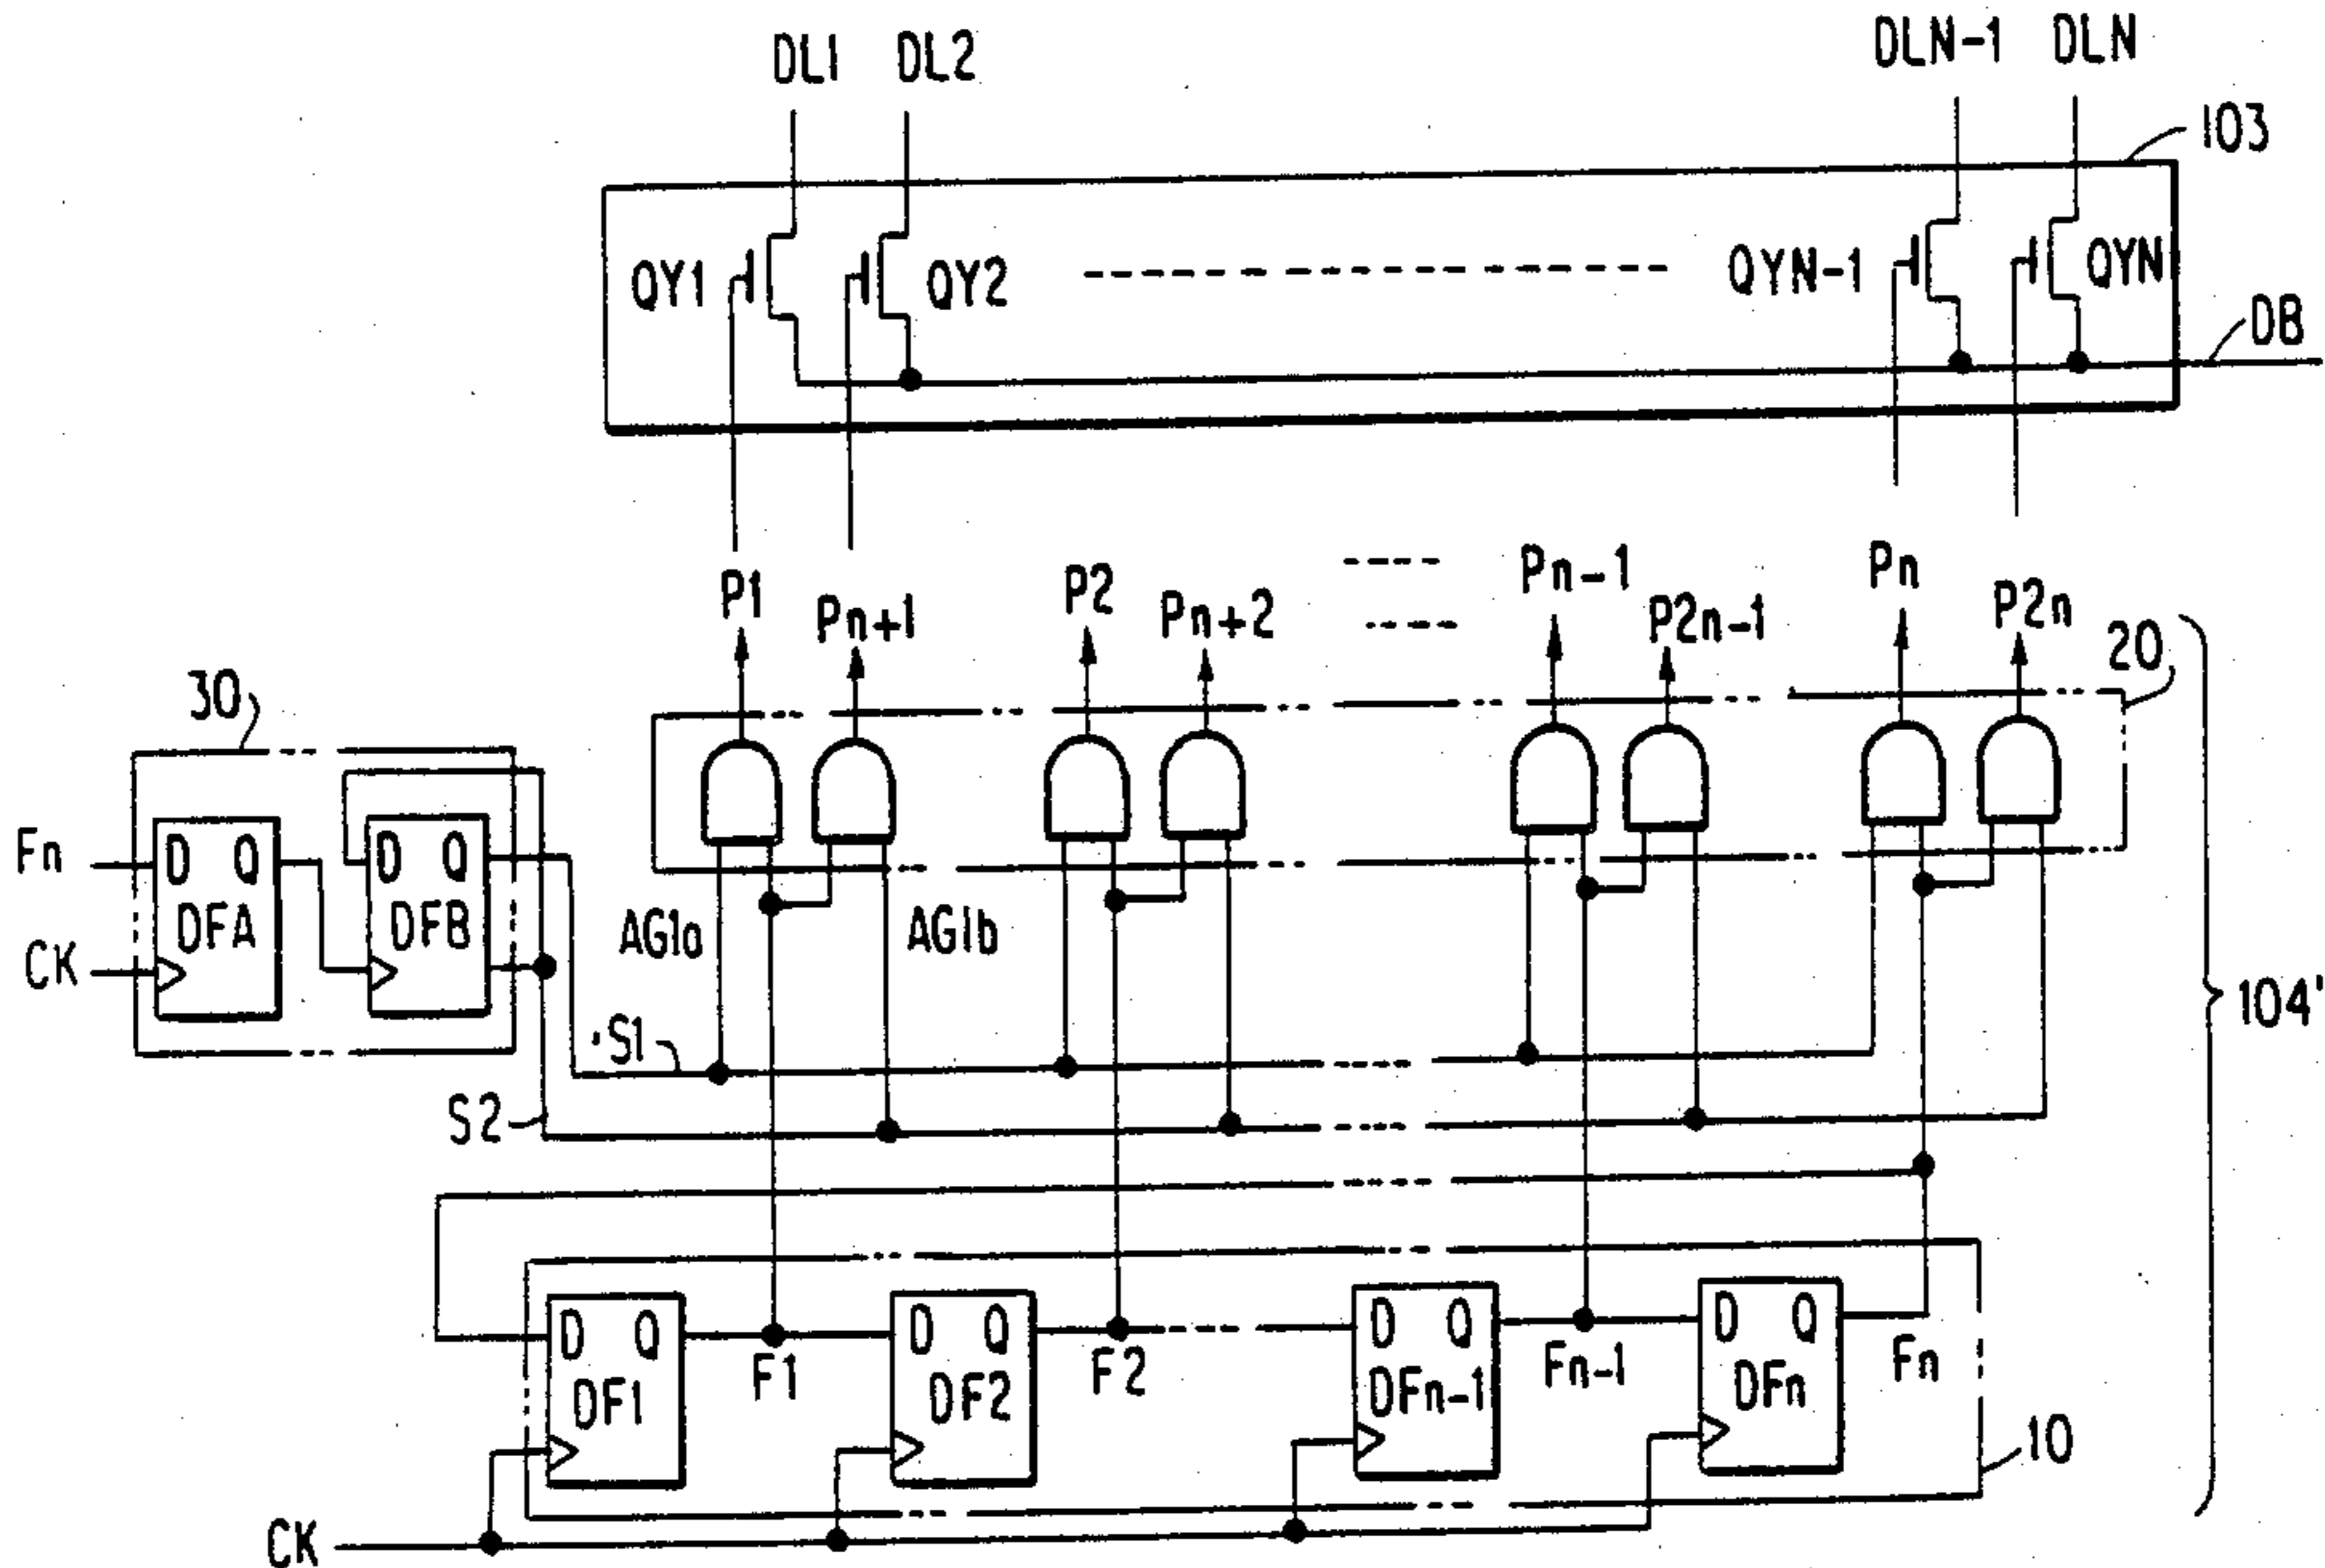 DL1 DL2 DLN-1 DLN
103
QY1 QY2 QYN-1 QYN
DB
P1 Pn+1 P2 Pn+2 Pn-1 P2n-1 Pn P2n
20
30
Fn D Q D Q
DFA DFB
CK
AG1a AG1b
104'
S1
S2
D Q D Q D Q D Q
F1 F2 Fn-1 Fn
DF1 DF2 DFn-1 DFn
10
CK